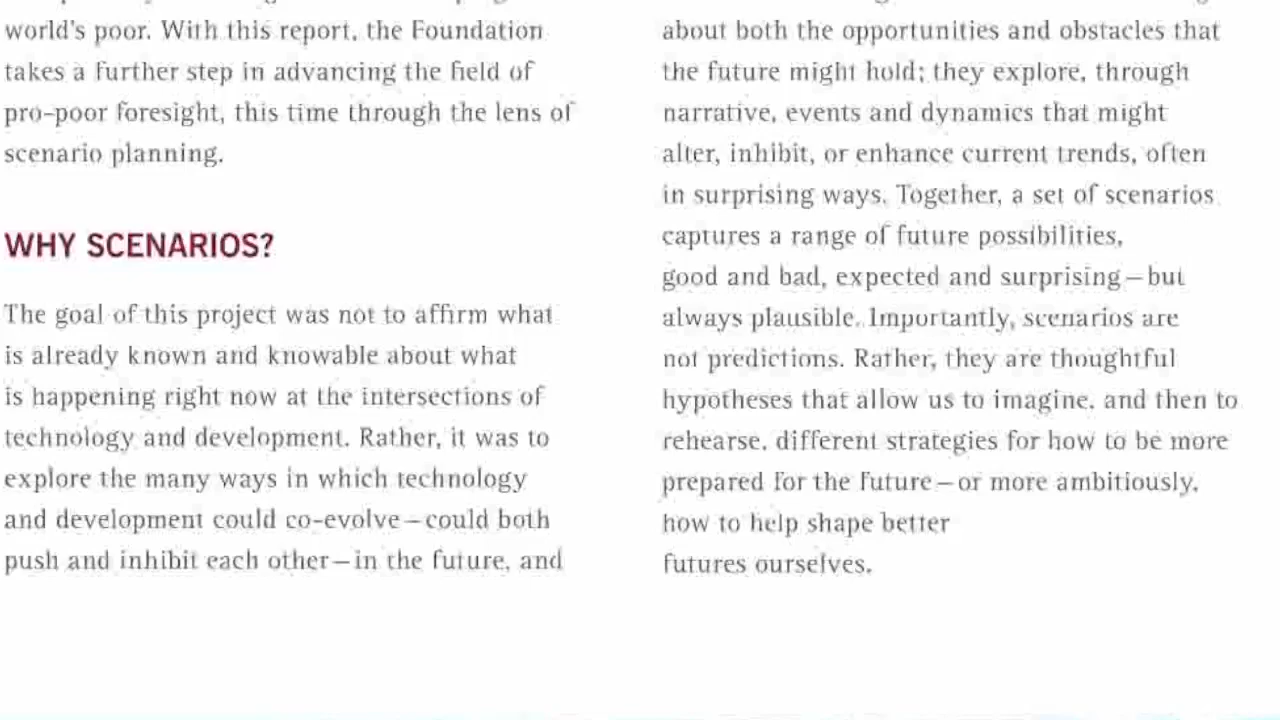 world's poor. With this report, the Foundation
takes a further step in advancing the field of
pro-poor foresight, this time through the lens of
scenario planning.
WHY SCENARIOS?
The goal of this project was not to affirm what
is already known and knowable about what
is happening right now at the intersections of
technology and development. Rather, it was to
explore the many ways in which technology
and development could co-evolve—could both
push and inhibit each other—in the future, and
about both the opportunities and obstacles that
the future might hold; they explore, through
narrative, events and dynamics that might
alter, inhibit, or enhance current trends, often
in surprising ways. Together, a set of scenarios
captures a range of future possibilities,
good and bad, expected and surprising—but
always plausible. Importantly, scenarios are
not predictions. Rather, they are thoughtful
hypotheses that allow us to imagine, and then to
rehearse, different strategies for how to be more
prepared for the future—or more ambitiously,
how to help shape better
futures ourselves.